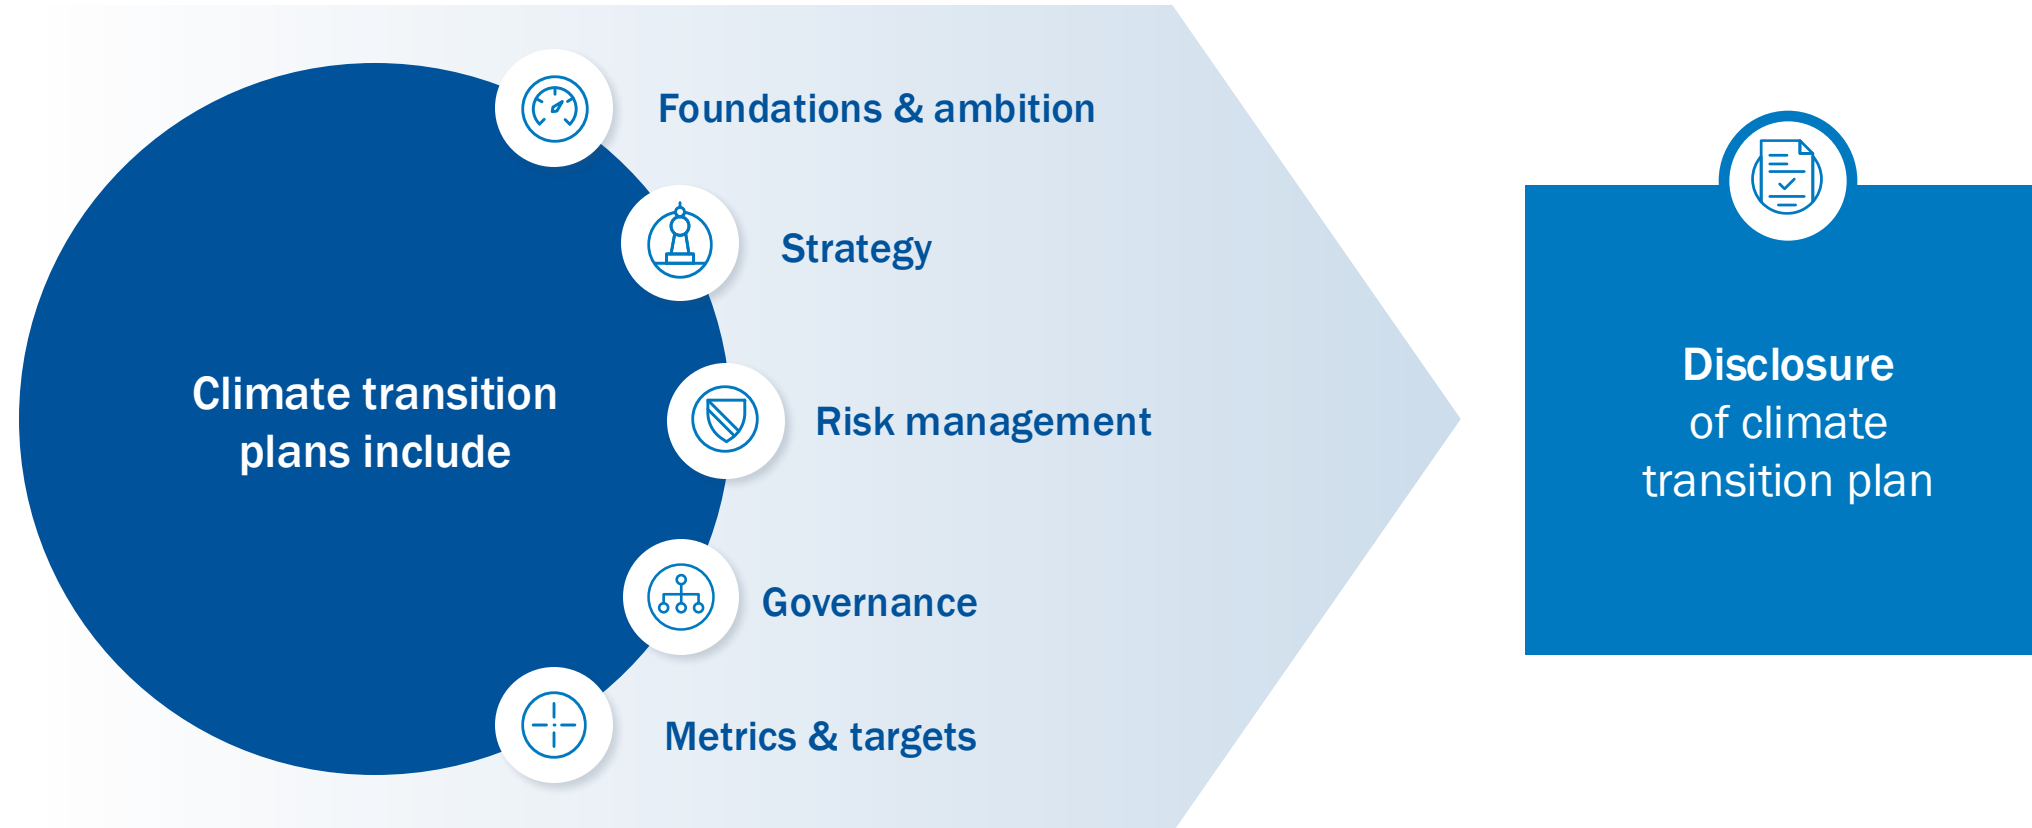 Climate transition
plans include
Foundations & ambition
Strategy
Risk management
Governance
Metrics & targets
Disclosure
of climate
transition plan